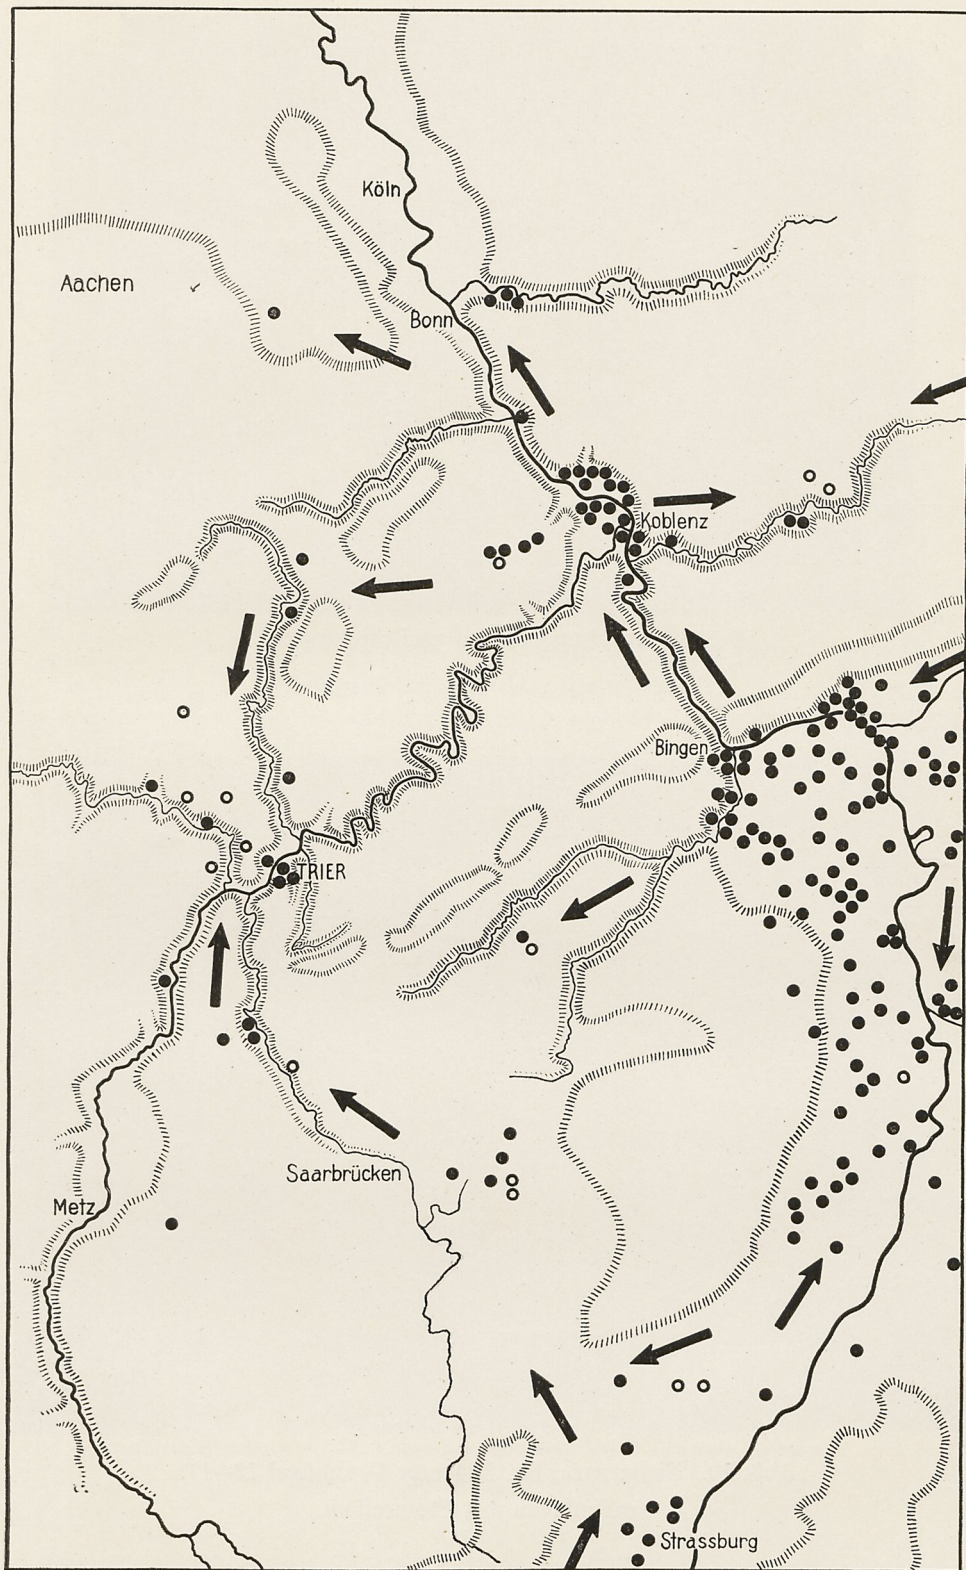 Köln
Aachen
Bonn
Koblenz
Bingen
TRIER
Saarbrücken
Metz
Strassburg